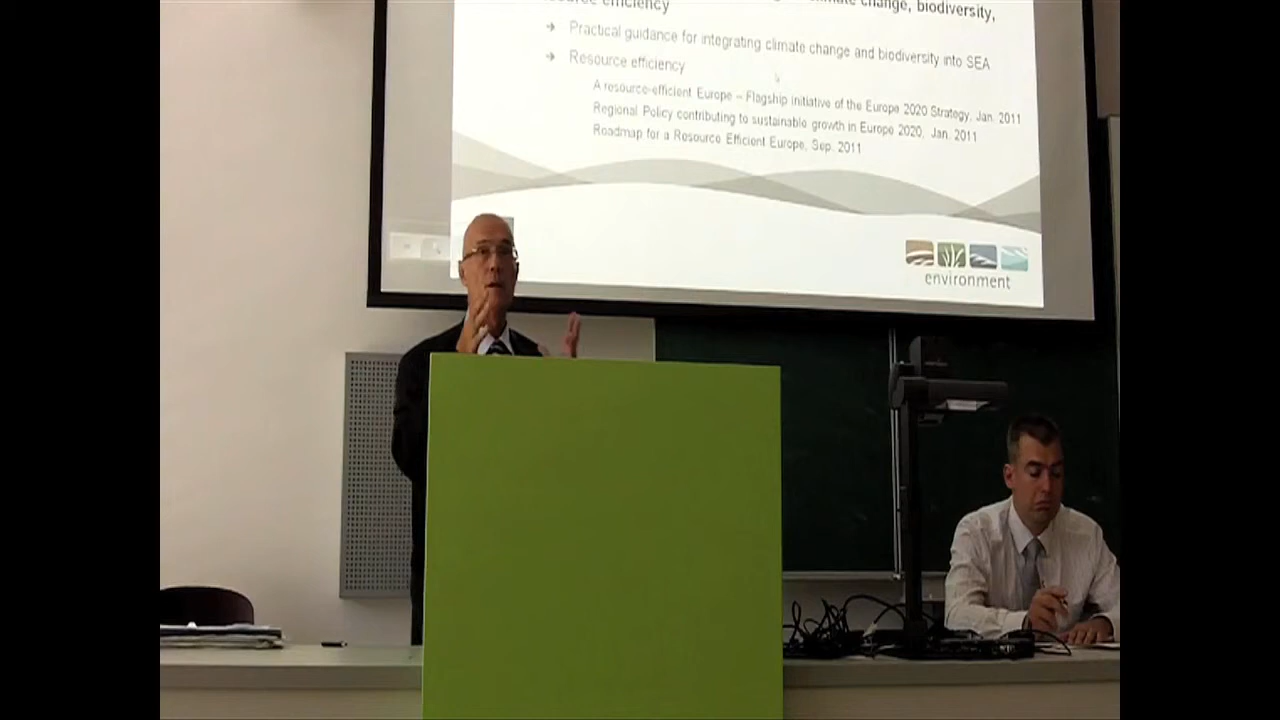 climate change, biodiversity,
efficiency
→ Practical guidance for integrating climate change and biodiversity into SEA
→ Resource efficiency
A resource-efficient Europe – Flagship initiative of the Europe 2020 Strategy, Jan. 2011
Regional Policy contributing to sustainable growth in Europe 2020, Jan. 2011
Roadmap for a Resource Efficient Europe, Sep. 2011
environment